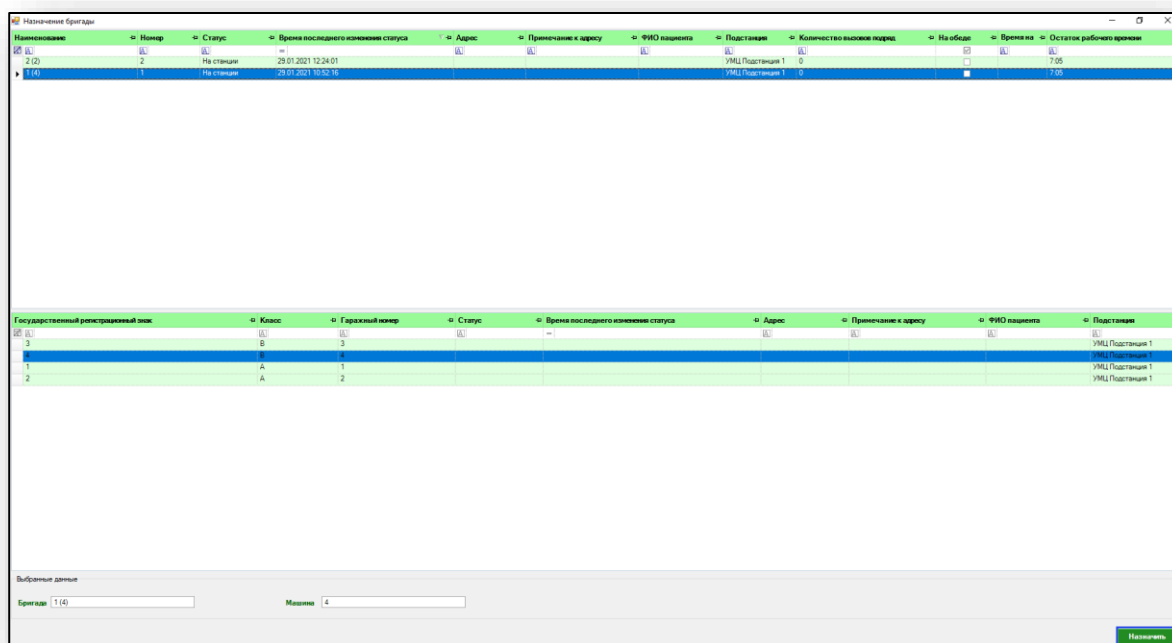 Назначение бригады
Наименование Номер Статус Время последнего изменения статуса Адрес Примечание к адресу ФИО пациента Подстанция Количество вызовов подряд На обеде Время на Остаток рабочего времени
2 (2) 2 На станции 29.01.2021 12:24:01 УМЦ Подстанция 1 0 7:05
1 (4) 1 На станции 29.01.2021 10:52:16 УМЦ Подстанция 1 0 7:05
Государственный регистрационный знак Класс Гаражный номер Статус Время последнего изменения статуса Адрес Примечание к адресу ФИО пациента Подстанция
3 B 3 УМЦ Подстанция 1
4 B 4 УМЦ Подстанция 1
1 A 1 УМЦ Подстанция 1
2 A 2 УМЦ Подстанция 1
Выбранные данные
Бригада 1 (4) Машина 4
Назначить